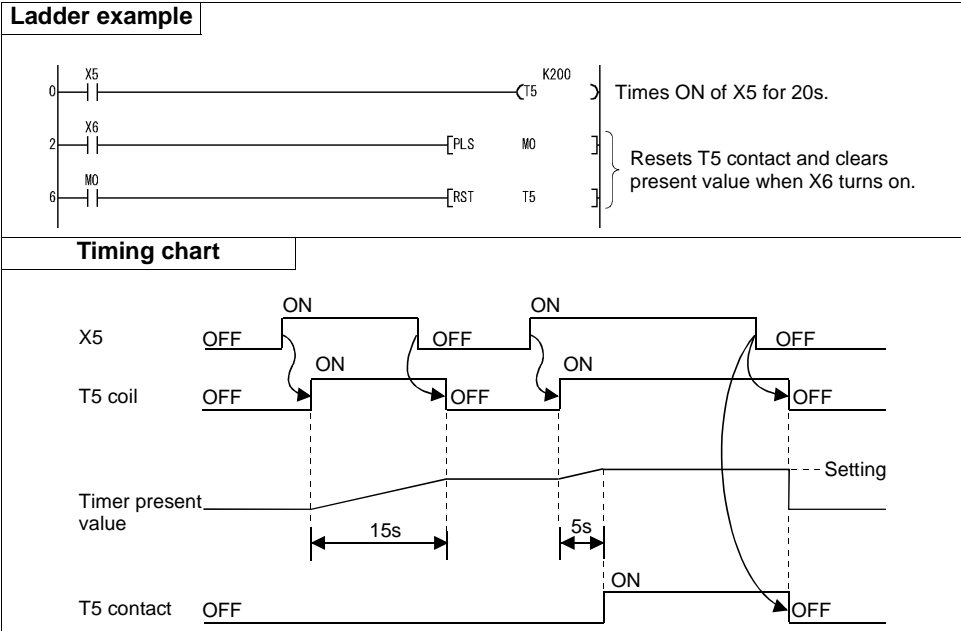 Ladder example
X5 K200
0 T5 Times ON of X5 for 20s.
X6
2 PLS M0
Resets T5 contact and clears
present value when X6 turns on.
M0
6 RST T5
Timing chart
ON ON
X5 OFF OFF OFF
ON ON
T5 coil OFF OFF OFF
Setting
Timer present
value
15s 5s
ON
T5 contact OFF OFF